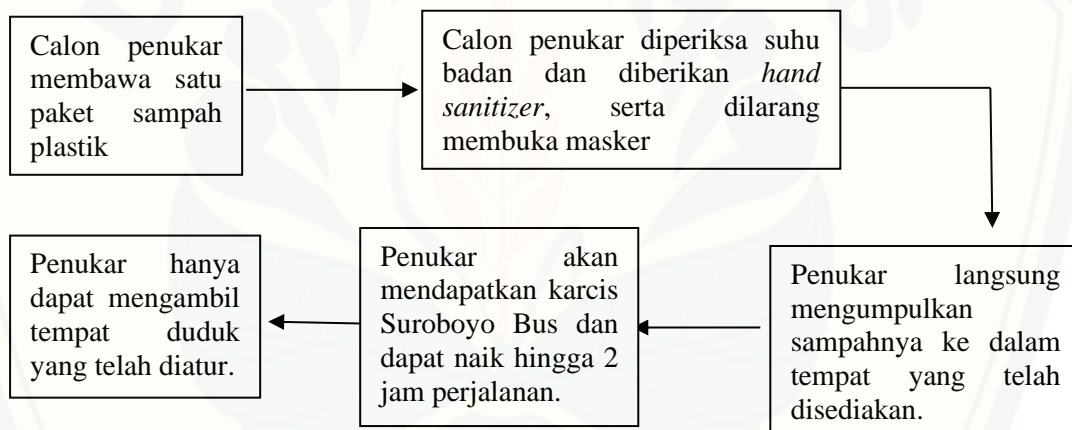 Calon penukar
membawa satu
paket sampah
plastik
Calon penukar diperiksa suhu
badan dan diberikan hand
sanitizer, serta dilarang
membuka masker
Penukar langsung
mengumpulkan
sampahnya ke dalam
tempat yang telah
disediakan.
Penukar akan
mendapatkan karcis
Suroboyo Bus dan
dapat naik hingga 2
jam perjalanan.
Penukar hanya
dapat mengambil
tempat duduk
yang telah diatur.